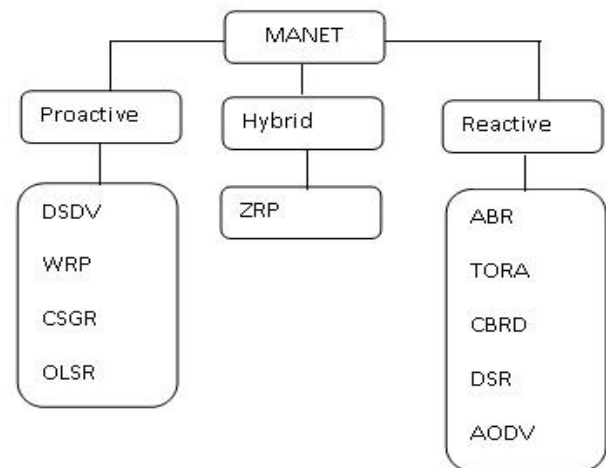 MANET
Proactive
Hybrid
Reactive
DSDV
WRP
CSGR
OLSR
ZRP
ABR
TORA
CBRD
DSR
AODV